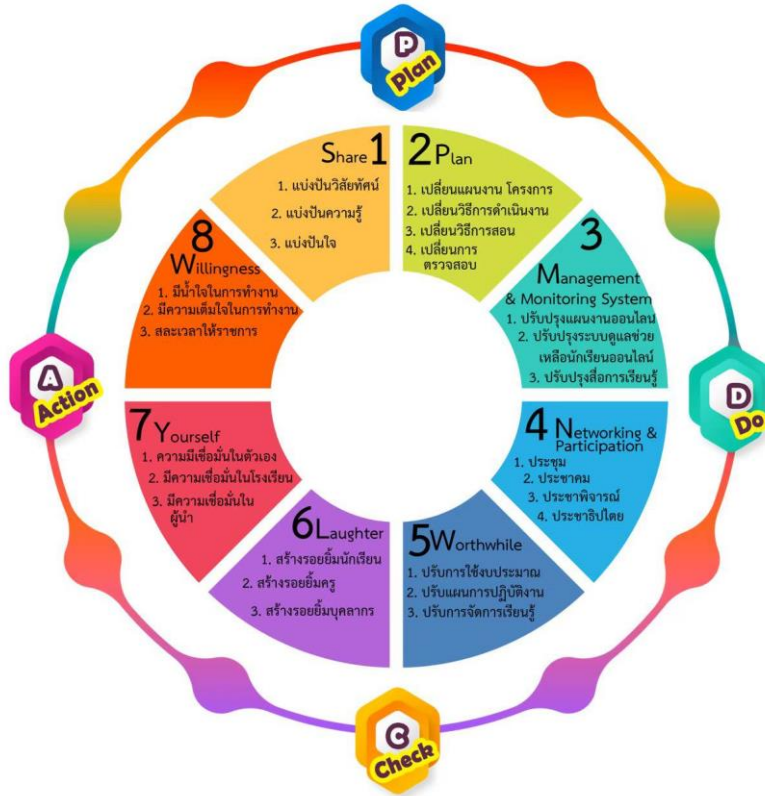 P
Plan
Share 1
1. แบ่งปันวิสัยทัศน์
2. แบ่งปันความรู้
3. แบ่งปันใจ
2 Plan
1. เปลี่ยนแผนงาน โครงการ
2. เปลี่ยนวิธีการดำเนินงาน
3. เปลี่ยนวิธีการสอน
4. เปลี่ยนการ
ตรวจสอบ
3
Management
& Monitoring System
1. ปรับปรุงแผนงานออนไลน์
2. ปรับปรุงระบบดูแลช่วย
เหลือนักเรียนออนไลน์
3. ปรับปรุงสื่อการเรียนรู้
D
Do
4 Networking &
Participation
1. ประชุม
2. ประชาคม
3. ประชาพิจารณ์
4. ประชาธิปไตย
5Worthwhile
1. ปรับการใช้งบประมาณ
2. ปรับแผนการปฏิบัติงาน
3. ปรับการจัดการเรียนรู้
C
Check
6Laughter
1. สร้างรอยยิ้มนักเรียน
2. สร้างรอยยิ้มครู
3. สร้างรอยยิ้มบุคลากร
7Yourself
1. ความมีเชื่อมั่นในตัวเอง
2. มีความเชื่อมั่นในโรงเรียน
3. มีความเชื่อมั่นใน
ผู้นำ
A
Action
8
Willingness
1. มีน้ำใจในการทำงาน
2. มีความเต็มใจในการทำงาน
3. สละเวลาให้ราชการ